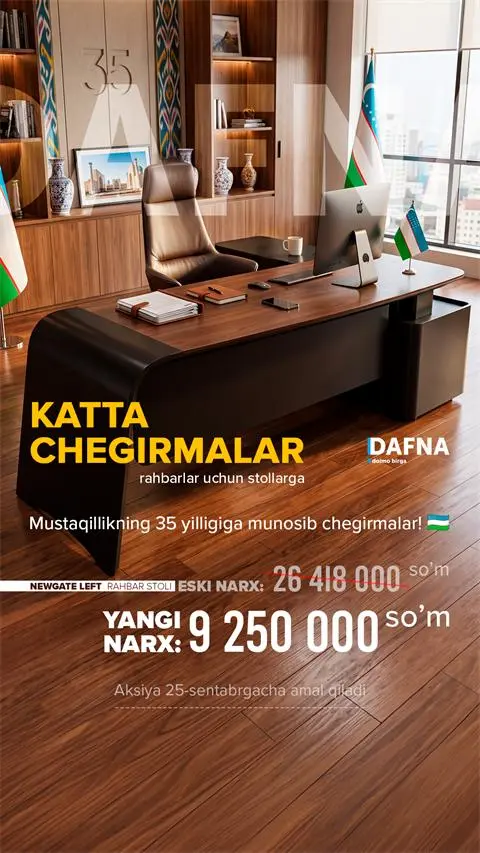 35
DAFNA
KATTA
CHEGIRMALAR
rahbarlar uchun stollarga
DAFNA
doimo birga
Mustaqillikning 35 yilligiga munosib chegirmalar! 🇺🇿
NEWGATE LEFT RAHBAR STOLI ESKI NARX: 26 418 000 so'm
YANGI
NARX: 9 250 000 so'm
Aksiya 25-sentabrgacha amal qiladi